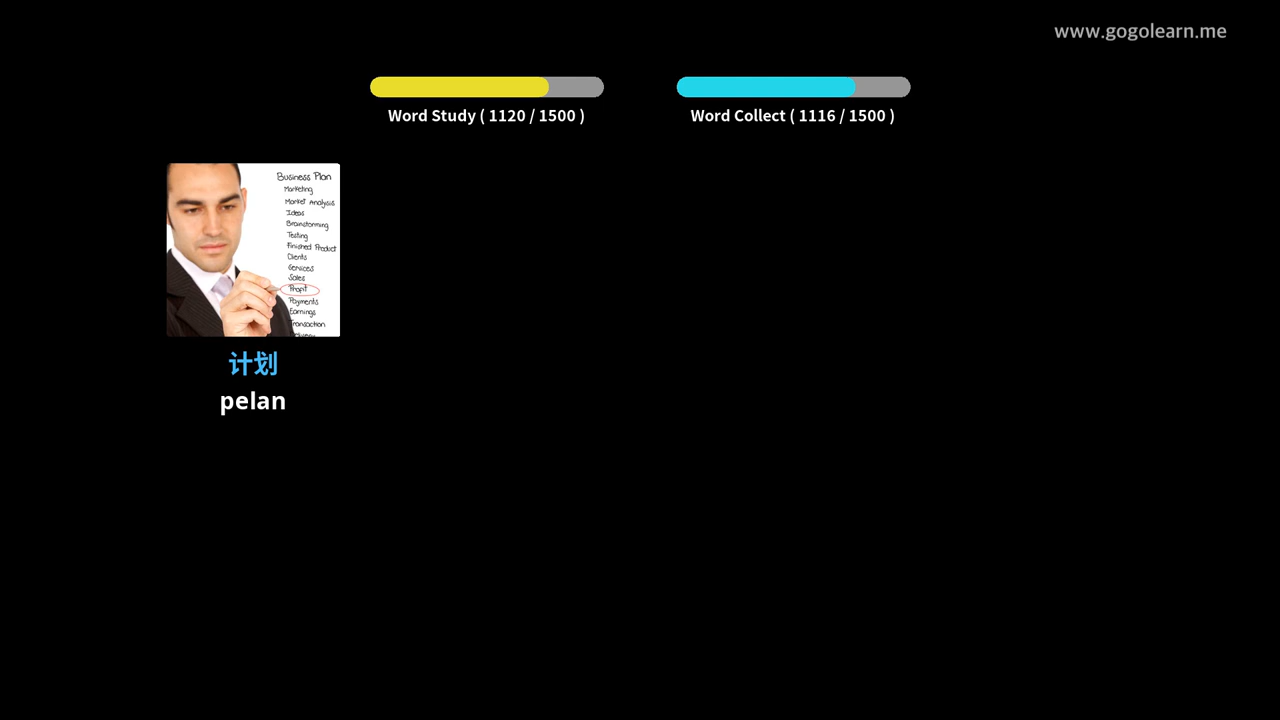 www.gogolearn.me
Word Study ( 1120 / 1500 )
Word Collect ( 1116 / 1500 )
Business Plan
Marketing
Market Analysis
Ideas
Brainstorming
Testing
Finished Product
Clients
Services
Sales
Profit
Payments
Earnings
Transaction
计划
pelan